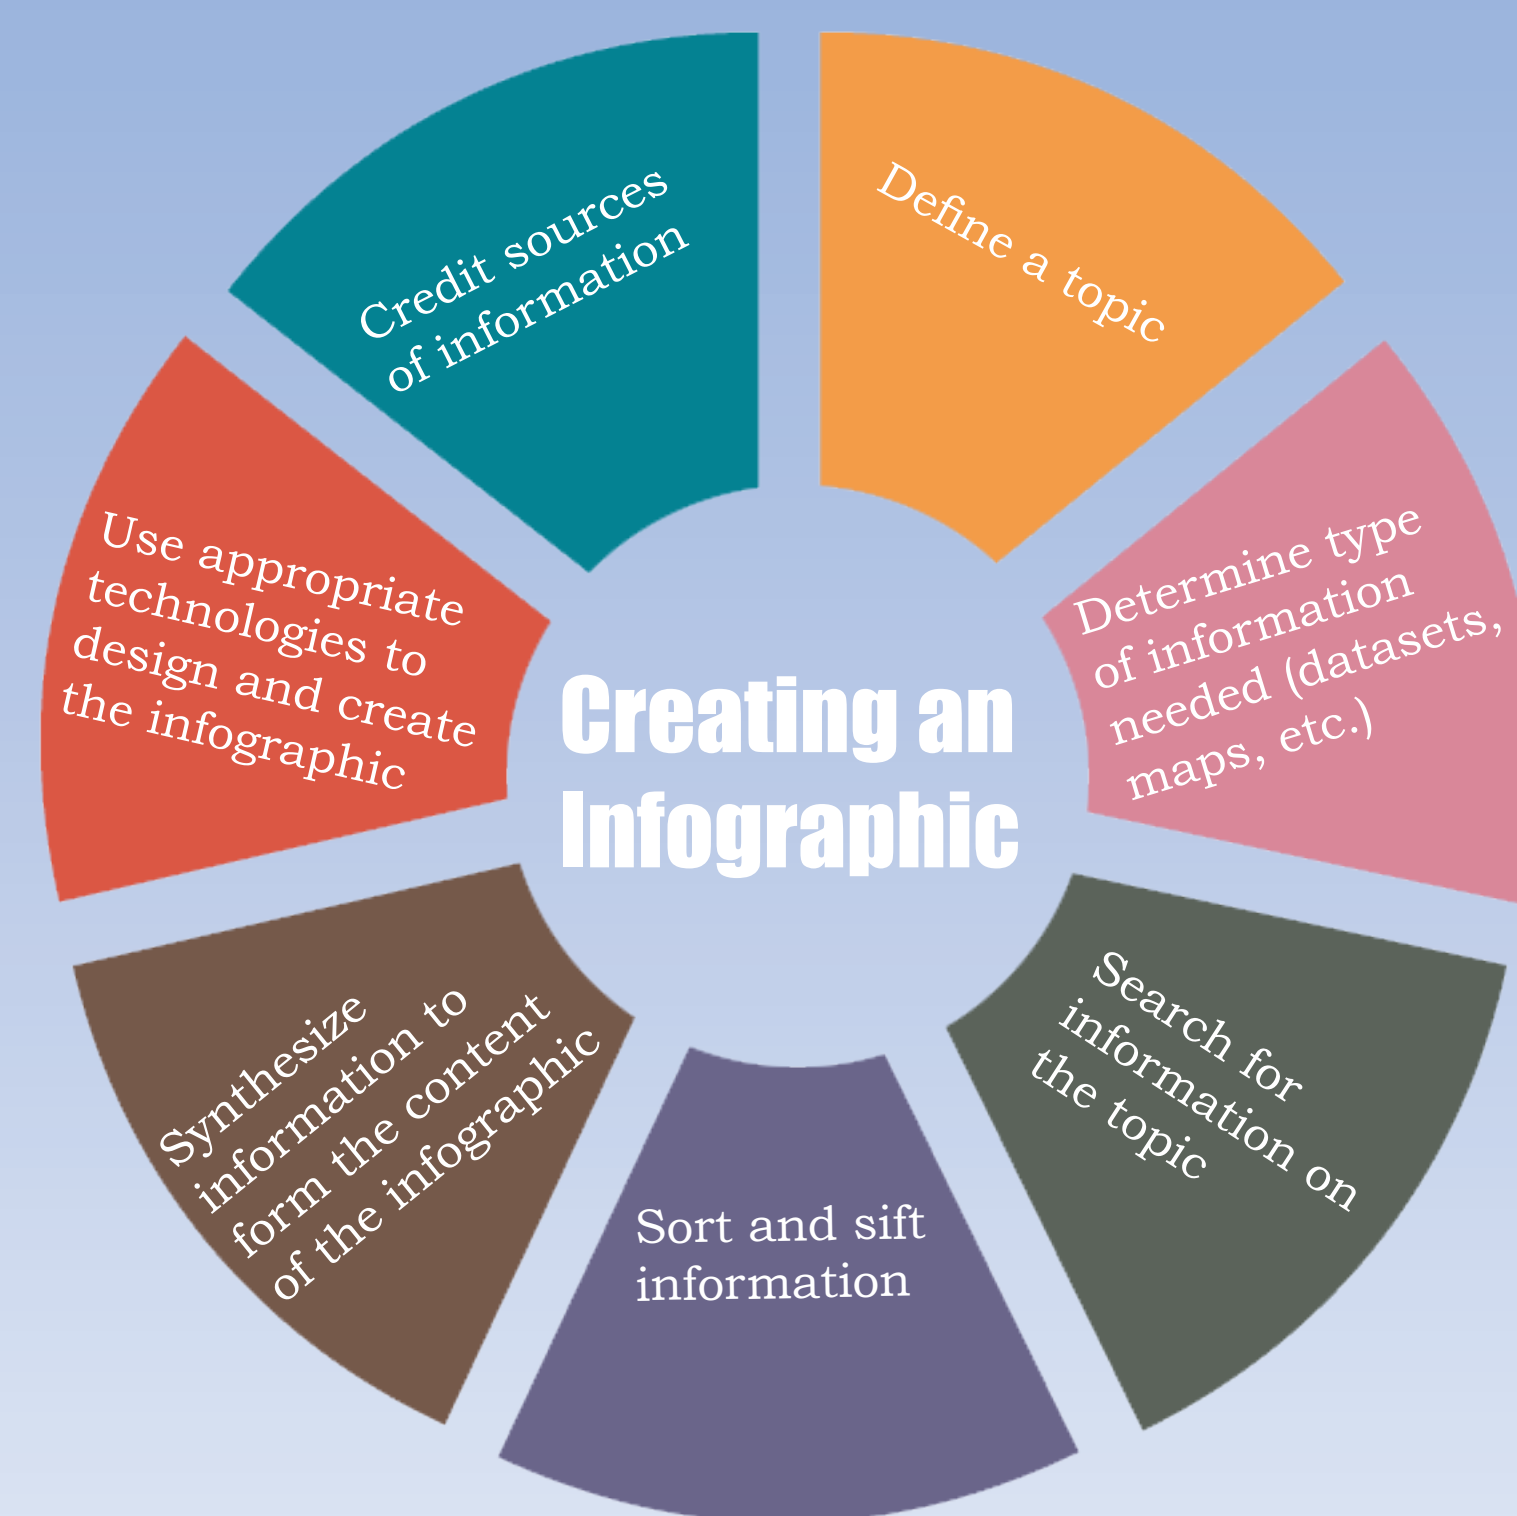 Creating an
Infographic
Define a topic
Determine type
of information
needed (datasets,
maps, etc.)
Search for
information on
the topic
Sort and sift
information
Synthesize
information to
form the content
of the infographic
Use appropriate
technologies to
design and create
the infographic
Credit sources
of information